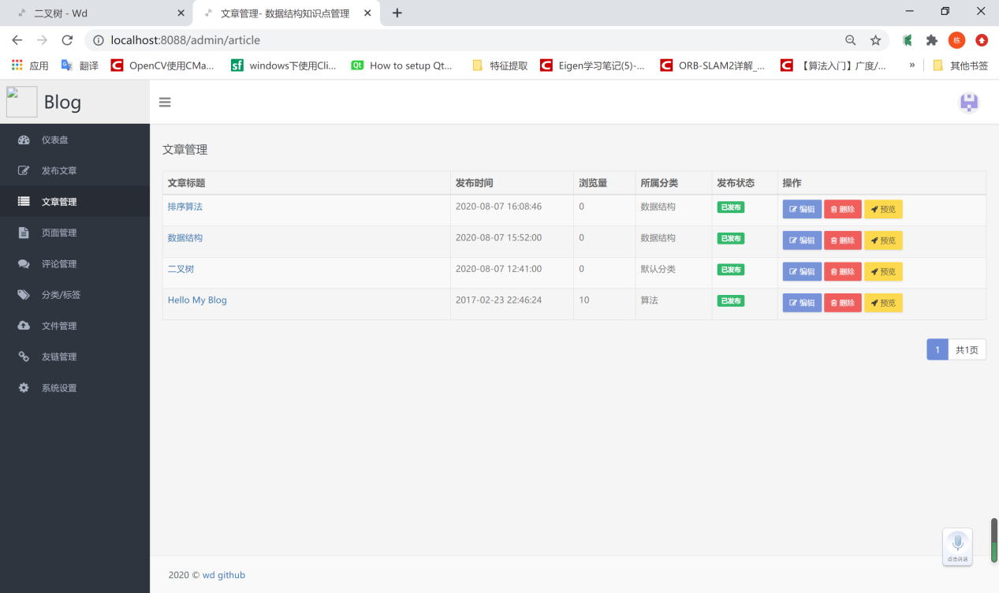 二叉树 - Wd
文章管理- 数据结构知识点管理
localhost:8088/admin/article
栋
应用 翻译 OpenCV使用CMa... windows下使用Cli... How to setup Qt... 特征提取 Eigen学习笔记(5)-... ORB-SLAM2详解_... 【算法入门】广度/... » 其他书签
Blog
仪表盘
发布文章
文章管理
页面管理
评论管理
分类/标签
文件管理
友链管理
系统设置
文章管理
文章标题 发布时间 浏览量 所属分类 发布状态 操作
排序算法 2020-08-07 16:08:46 0 数据结构 已发布 编辑 删除 预览
数据结构 2020-08-07 15:52:00 0 数据结构 已发布 编辑 删除 预览
二叉树 2020-08-07 12:41:00 0 默认分类 已发布 编辑 删除 预览
Hello My Blog 2017-02-23 22:46:24 10 算法 已发布 编辑 删除 预览
1 共1页
点击说话
2020 © wd github